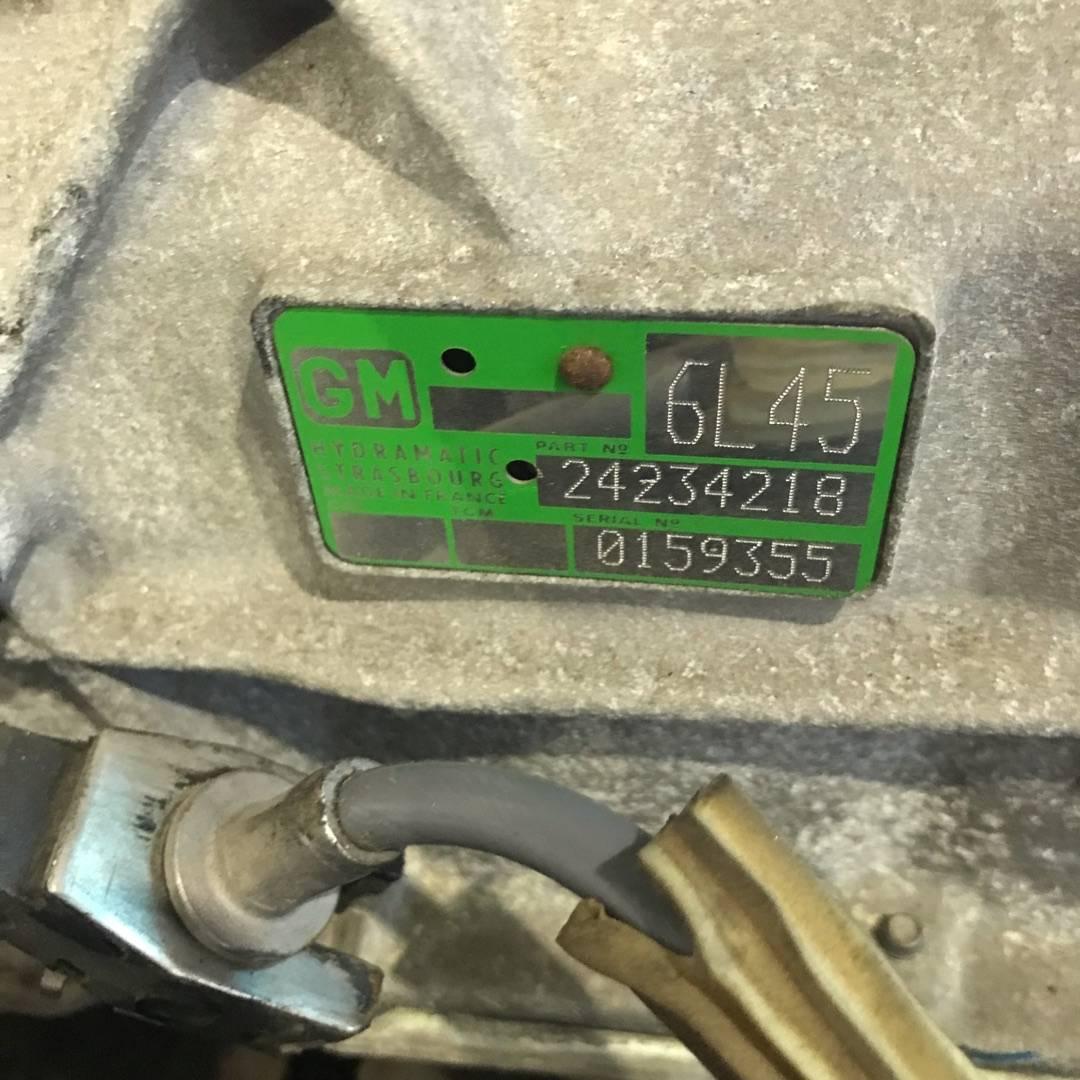 GM
6L45
HYDRAMATIC
STRASBOURG
MADE IN FRANCE
TCM
PART Nº
24234218
SERIAL Nº
0159355